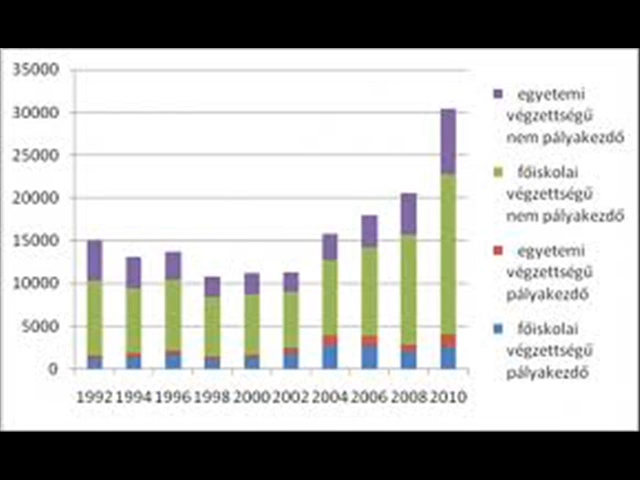 35000
30000
25000
20000
15000
10000
5000
0
1992 1994 1996 1998 2000 2002 2004 2006 2008 2010
egyetemi
végzettségű
nem pályakezdő
főiskolai
végzettségű
nem pályakezdő
egyetemi
végzettségű
pályakezdő
főiskolai
végzettségű
pályakezdő